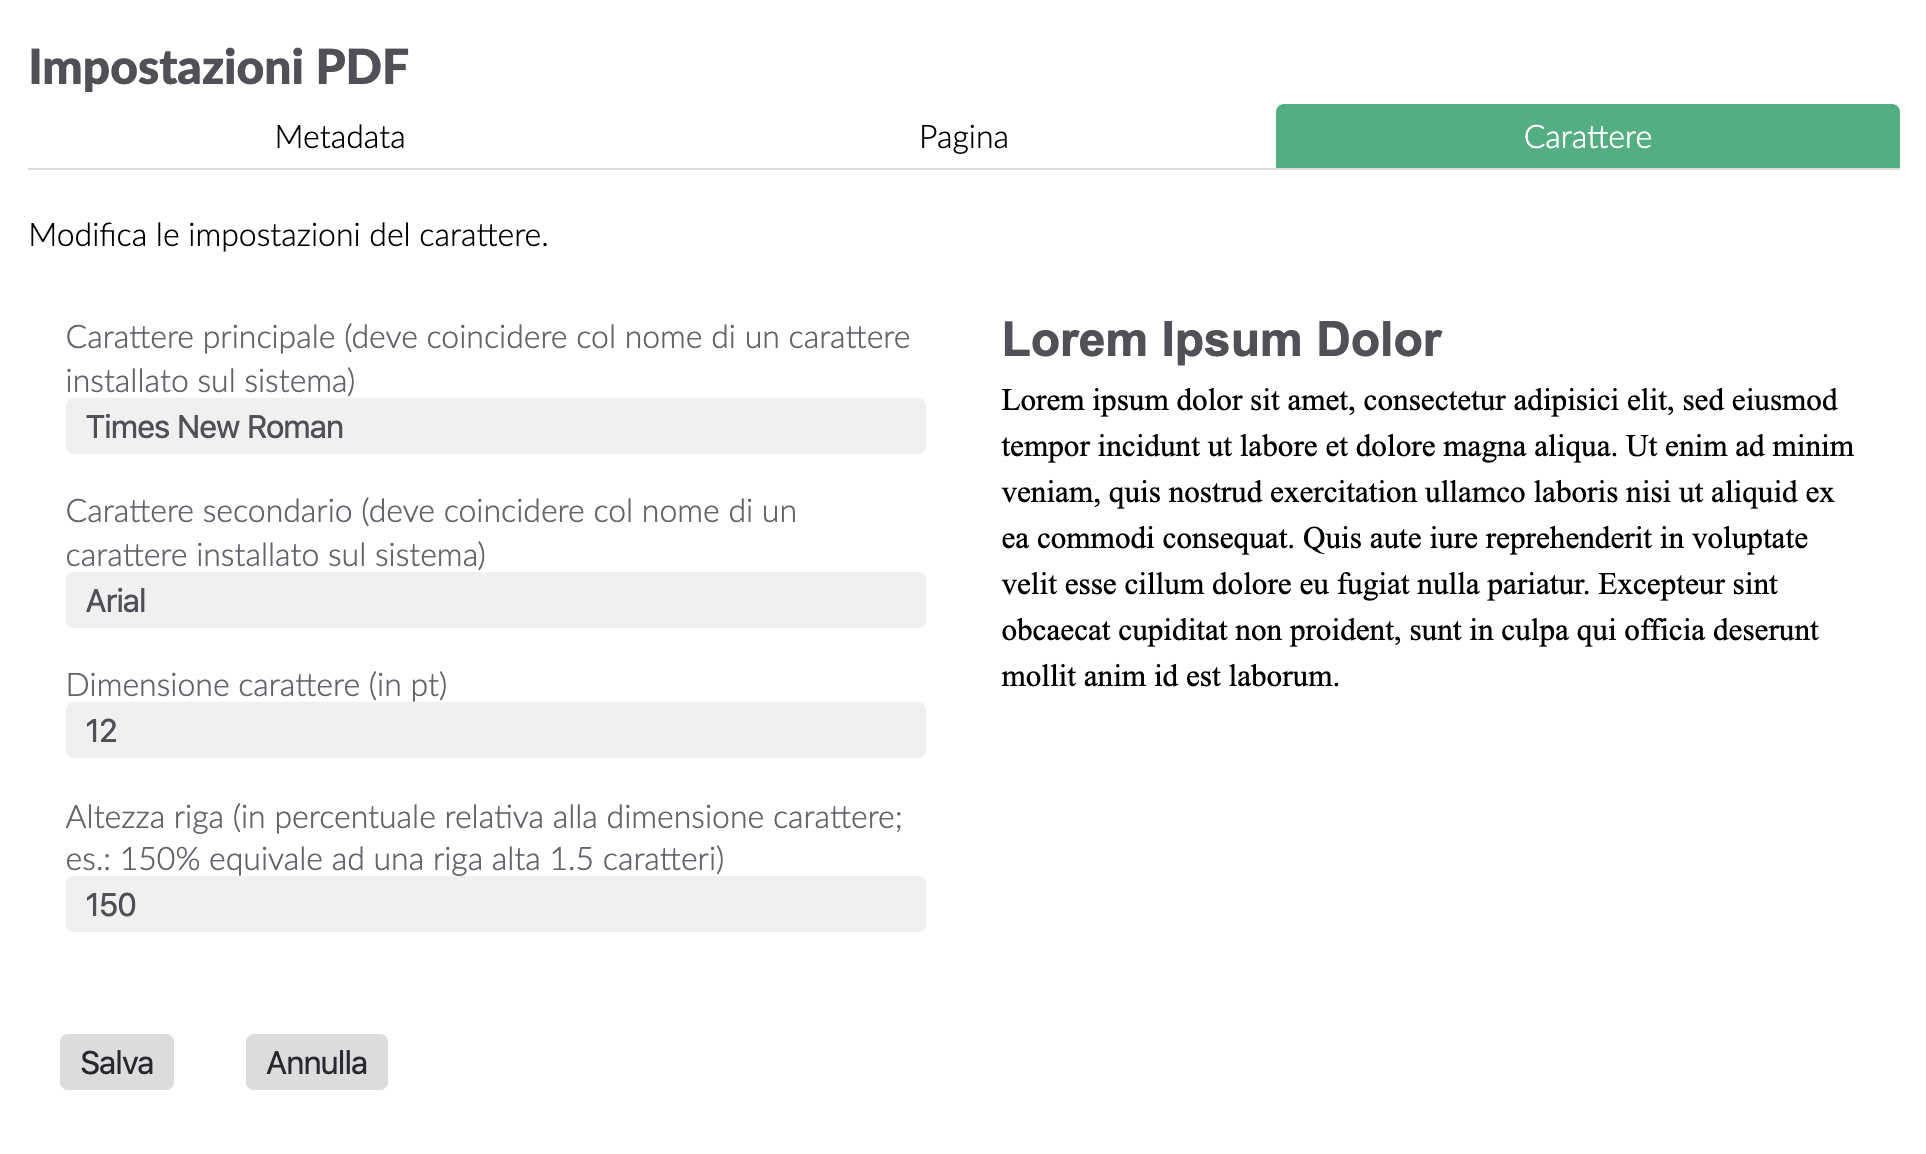 Impostazioni PDF
Metadata
Pagina
Carattere
Modifica le impostazioni del carattere.
Carattere principale (deve coincidere col nome di un carattere
installato sul sistema)
Times New Roman
Carattere secondario (deve coincidere col nome di un
carattere installato sul sistema)
Arial
Dimensione carattere (in pt)
12
Altezza riga (in percentuale relativa alla dimensione carattere;
es.: 150% equivale ad una riga alta 1.5 caratteri)
150
Salva
Annulla
Lorem Ipsum Dolor
Lorem ipsum dolor sit amet, consectetur adipisici elit, sed eiusmod
tempor incidunt ut labore et dolore magna aliqua. Ut enim ad minim
veniam, quis nostrud exercitation ullamco laboris nisi ut aliquid ex
ea commodi consequat. Quis aute iure reprehenderit in voluptate
velit esse cillum dolore eu fugiat nulla pariatur. Excepteur sint
obcaecat cupiditat non proident, sunt in culpa qui officia deserunt
mollit anim id est laborum.